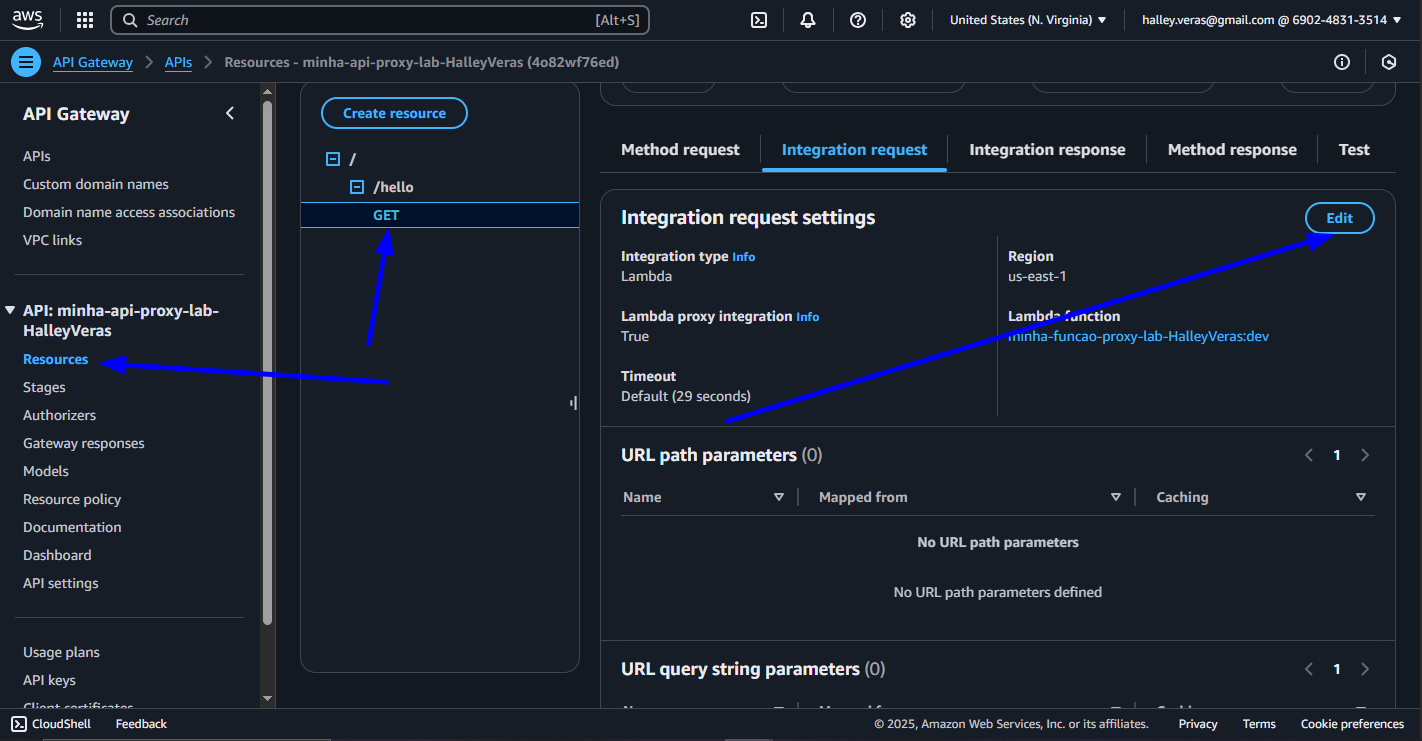 aws
Search
[Alt+S]
United States (N. Virginia)
halley.veras@gmail.com @ 6902-4831-3514
API Gateway
APIs
Resources - minha-api-proxy-lab-HalleyVeras (4o82wf76ed)
API Gateway
APIs
Custom domain names
Domain name access associations
VPC links
API: minha-api-proxy-lab-
HalleyVeras
Resources
Stages
Authorizers
Gateway responses
Models
Resource policy
Documentation
Dashboard
API settings
Usage plans
API keys
Client certificates
Create resource
/
/hello
GET
Method request
Integration request
Integration response
Method response
Test
Integration request settings
Edit
Integration type Info
Lambda
Region
us-east-1
Lambda proxy integration Info
True
Lambda function
minha-funcao-proxy-lab-HalleyVeras:dev
Timeout
Default (29 seconds)
URL path parameters (0)
1
Name
Mapped from
Caching
No URL path parameters
No URL path parameters defined
URL query string parameters (0)
1
CloudShell
Feedback
© 2025, Amazon Web Services, Inc. or its affiliates.
Privacy
Terms
Cookie preferences